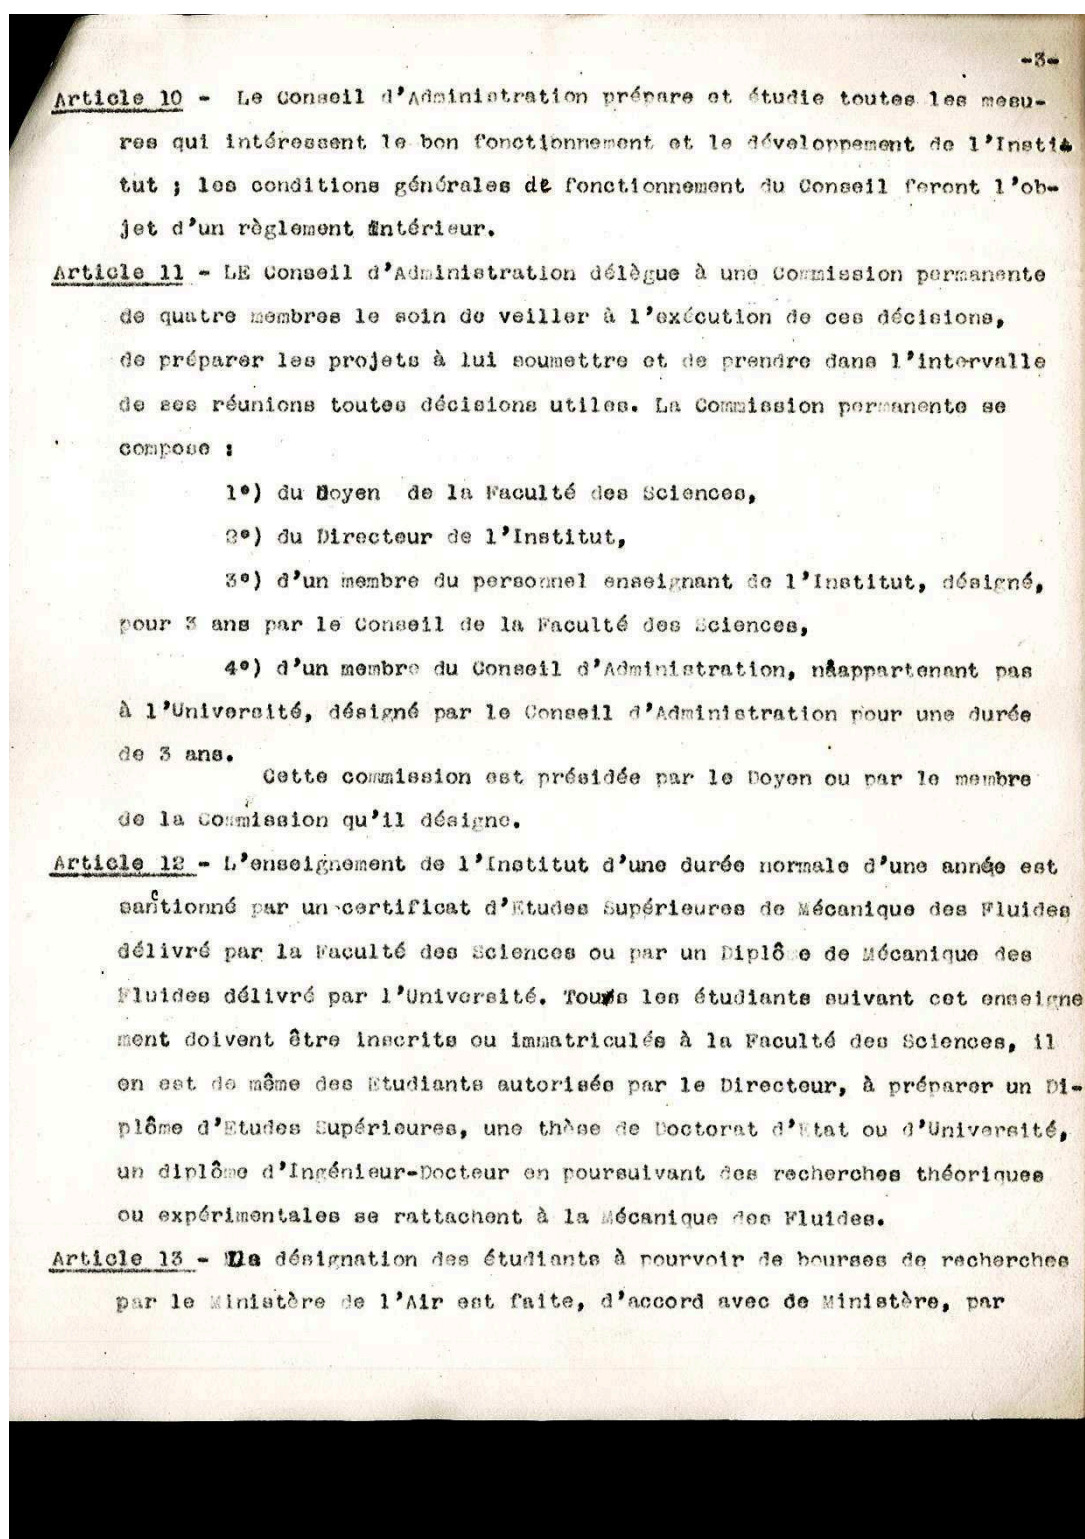 -3-
Article 10 - Le Conseil d'Administration prépare et étudie toutes les mesu-
res qui intéressent le bon fonctionnement et le développement de l'Insti
tut ; les conditions générales de fonctionnement du Conseil feront l'ob-
jet d'un règlement intérieur.
Article 11 - LE Conseil d'Administration délègue à une Commission permanente
de quatre membres le soin de veiller à l'exécution de ces décisions,
de préparer les projets à lui soumettre et de prendre dans l'intervalle
de ses réunions toutes décisions utiles. La Commission permanente se
compose :
1°) du Doyen de la Faculté des Sciences,
2°) du Directeur de l'Institut,
3°) d'un membre du personnel enseignant de l'Institut, désigné,
pour 3 ans par le Conseil de la Faculté des Sciences,
4°) d'un membre du Conseil d'Administration, n'appartenant pas
à l'Université, désigné par le Conseil d'Administration pour une durée
de 3 ans.
Cette commission est présidée par le Doyen ou par le membre
de la Commission qu'il désigne.
Article 12 - L'enseignement de l'Institut d'une durée normale d'une année est
sanctionné par un certificat d'Etudes Supérieures de Mécanique des Fluides
délivré par la Faculté des Sciences ou par un Diplô e de Mécanique des
Fluides délivré par l'Université. Tous les étudiants suivant cet enseigne
ment doivent être inscrits ou immatriculés à la Faculté des Sciences, il
en est de même des Etudiants autorisés par le Directeur, à préparer un Di-
plôme d'Etudes Supérieures, une thèse de Doctorat d'Etat ou d'Université,
un diplôme d'Ingénieur-Docteur en poursuivant des recherches théoriques
ou expérimentales se rattachent à la Mécanique des Fluides.
Article 13 - La désignation des étudiants à pourvoir de bourses de recherches
par le Ministère de l'Air est faite, d'accord avec de Ministère, par